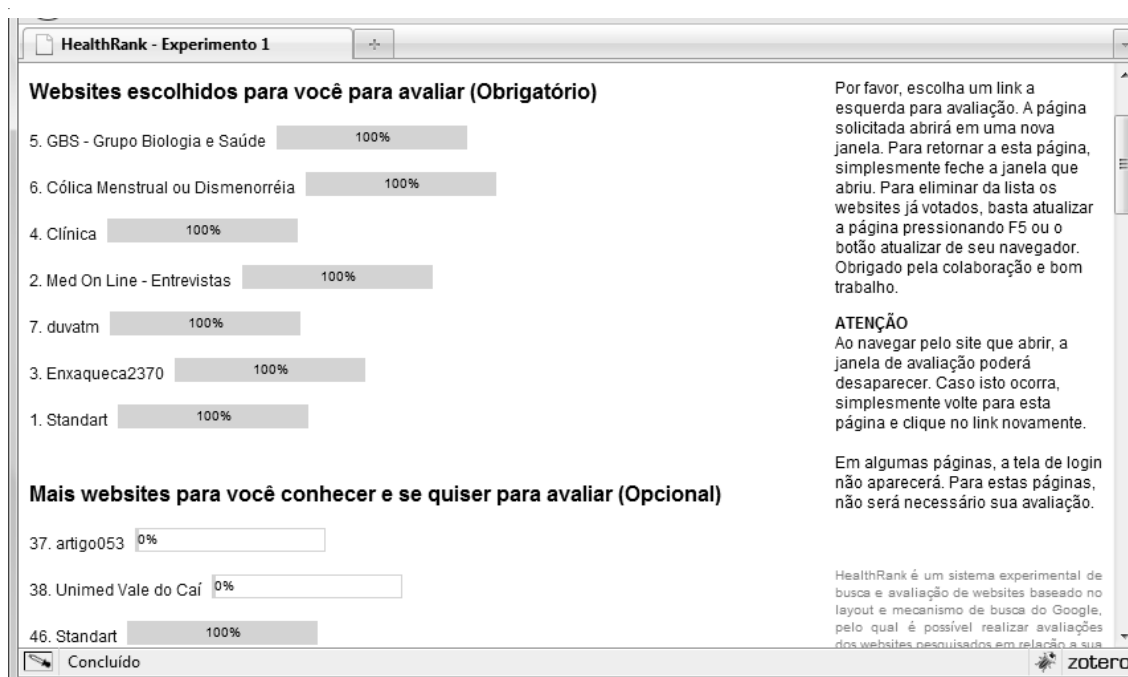 HealthRank - Experimento 1
Websites escolhidos para você para avaliar (Obrigatório)
5. GBS - Grupo Biologia e Saúde 100%
6. Cólica Menstrual ou Dismenorréia 100%
4. Clínica 100%
2. Med On Line - Entrevistas 100%
7. duvatm 100%
3. Enxaqueca2370 100%
1. Standart 100%
Mais websites para você conhecer e se quiser para avaliar (Opcional)
37. artigo053 0%
38. Unimed Vale do Caí 0%
46. Standart 100%
Por favor, escolha um link a
esquerda para avaliação. A página
solicitada abrirá em uma nova
janela. Para retornar a esta página,
simplesmente feche a janela que
abriu. Para eliminar da lista os
websites já votados, basta atualizar
a página pressionando F5 ou o
botão atualizar de seu navegador.
Obrigado pela colaboração e bom
trabalho.
ATENÇÃO
Ao navegar pelo site que abrir, a
janela de avaliação poderá
desaparecer. Caso isto ocorra,
simplesmente volte para esta
página e clique no link novamente.
Em algumas páginas, a tela de login
não aparecerá. Para estas páginas,
não será necessário sua avaliação.
HealthRank é um sistema experimental de
busca e avaliação de websites baseado no
layout e mecanismo de busca do Google,
pelo qual é possível realizar avaliações
dos websites pesquisados em relação a sua
Concluído
zotero